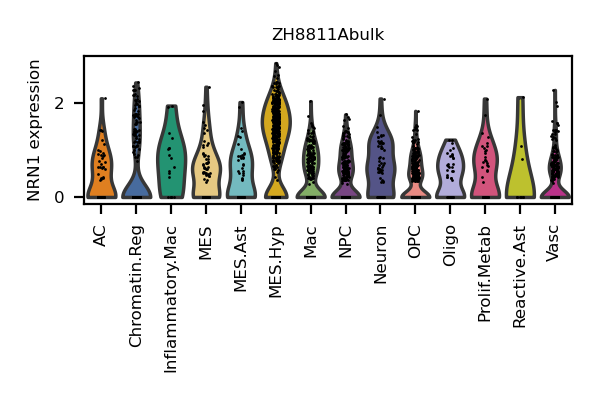 ZH8811Abulk
NRN1 expression
2
0
AC
Chromatin.Reg
Inflammatory.Mac
MES
MES.Ast
MES.Hyp
Mac
NPC
Neuron
OPC
Oligo
Prolif.Metab
Reactive.Ast
Vasc